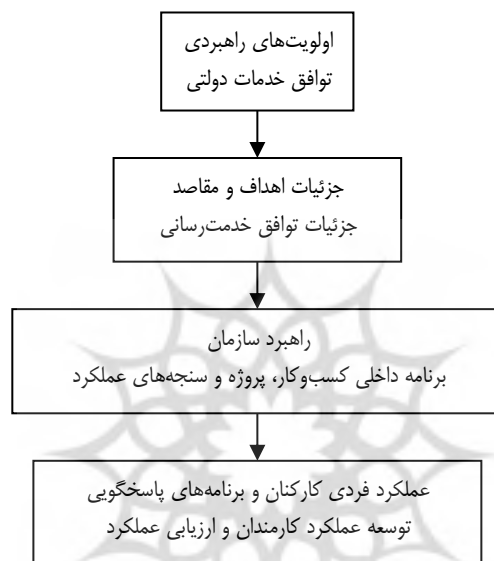 اولویت‌های راهبردی
توافق خدمات دولتی
جزئیات اهداف و مقاصد
جزئیات توافق خدمت‌رسانی
راهبرد سازمان
برنامه داخلی کسب‌وکار، پروژه و سنجه‌های عملکرد
عملکرد فردی کارکنان و برنامه‌های پاسخگویی
توسعه عملکرد کارمندان و ارزیابی عملکرد